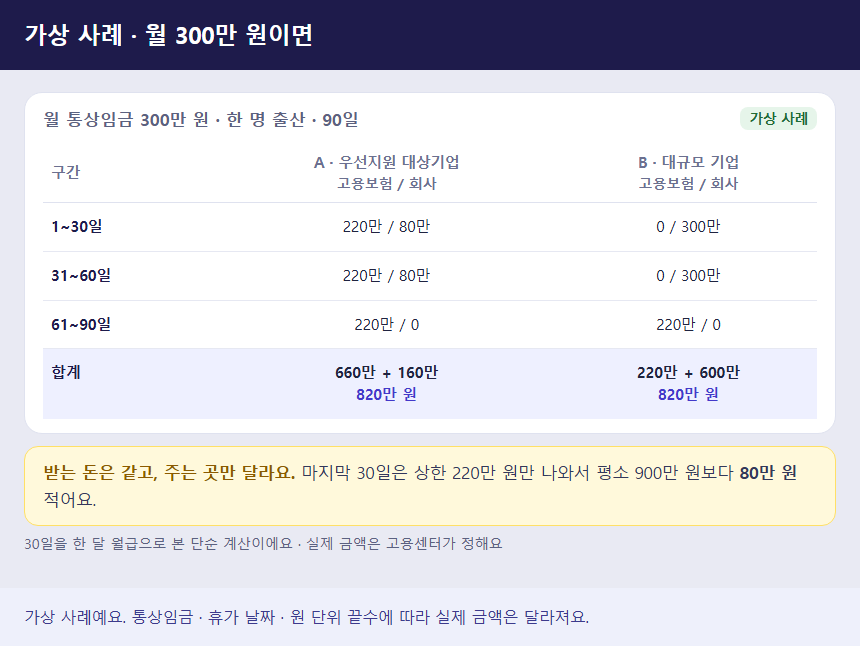 가상 사례 · 월 300만 원이면
월 통상임금 300만 원 · 한 명 출산 · 90일
가상 사례
구간
A · 우선지원 대상기업
고용보험 / 회사
B · 대규모 기업
고용보험 / 회사
1~30일
220만 / 80만
0 / 300만
31~60일
220만 / 80만
0 / 300만
61~90일
220만 / 0
220만 / 0
합계
660만 + 160만
820만 원
220만 + 600만
820만 원
받는 돈은 같고, 주는 곳만 달라요. 마지막 30일은 상한 220만 원만 나와서 평소 900만 원보다 80만 원
적어요.
30일을 한 달 월급으로 본 단순 계산이에요 · 실제 금액은 고용센터가 정해요
가상 사례예요. 통상임금 · 휴가 날짜 · 원 단위 끝수에 따라 실제 금액은 달라져요.